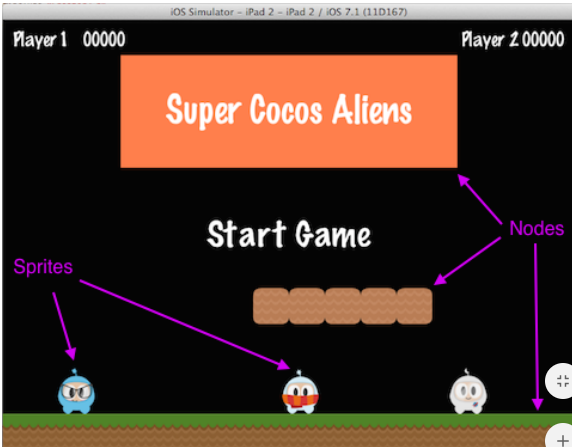 iOS Simulator – iPad 2 – iPad 2 / iOS 7.1 (11D167)
Player 1 00000
Player 2 00000
Super Cocos Aliens
Start Game
Nodes
Sprites